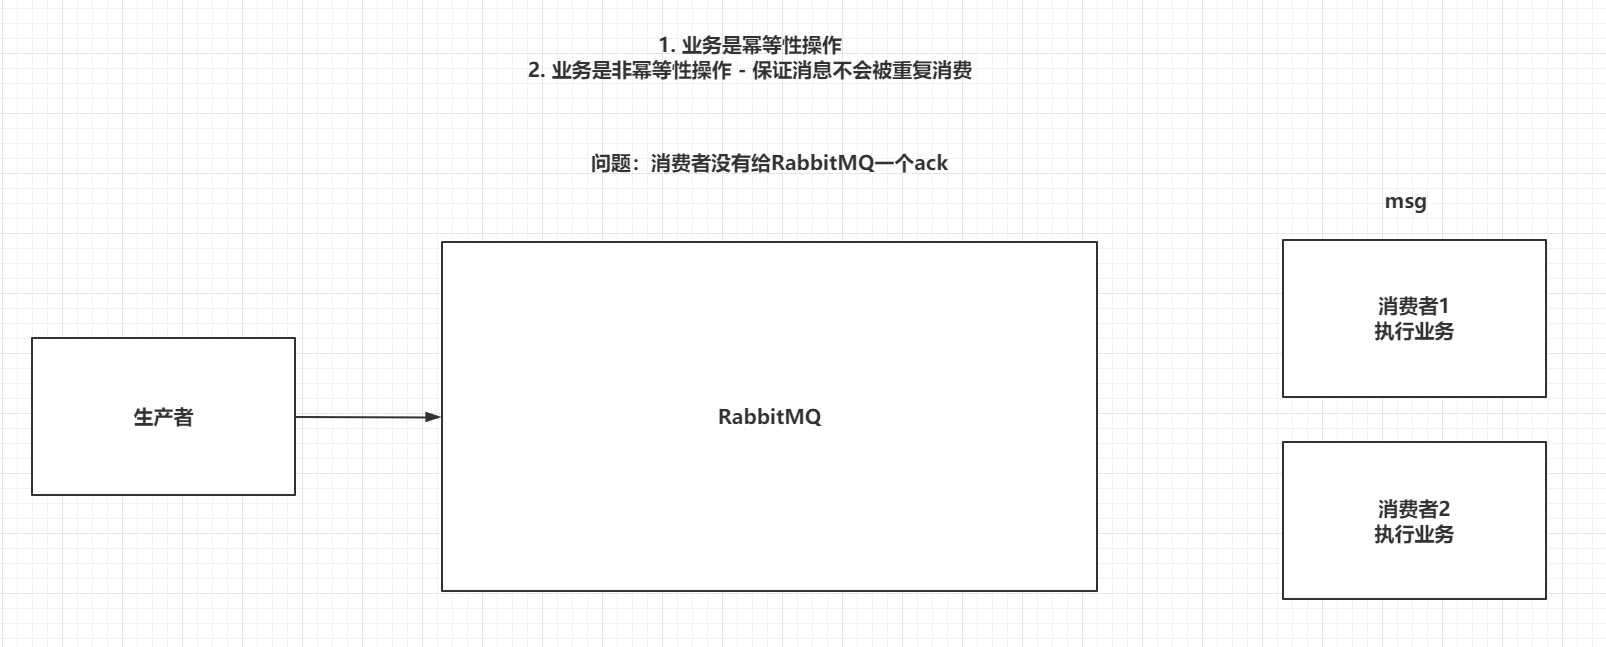 1. 业务是幂等性操作
2. 业务是非幂等性操作 - 保证消息不会被重复消费
问题：消费者没有给RabbitMQ一个ack
msg
消费者1
执行业务
生产者
RabbitMQ
消费者2
执行业务